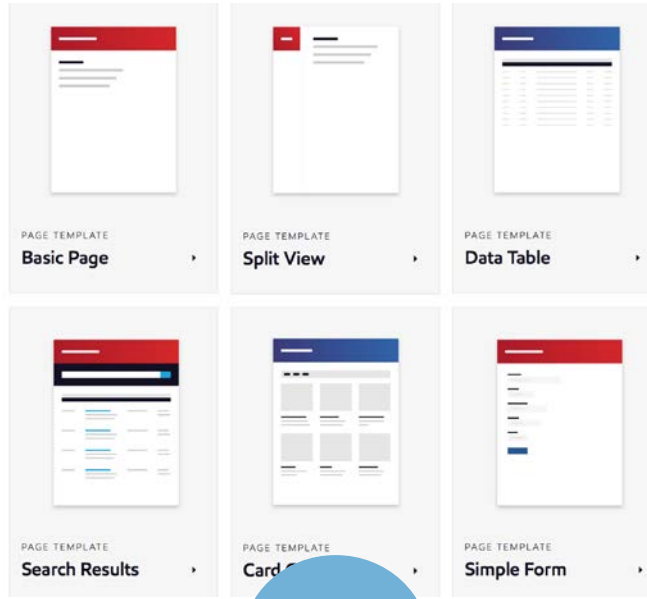 PAGE TEMPLATE
Basic Page
PAGE TEMPLATE
Split View
PAGE TEMPLATE
Data Table
PAGE TEMPLATE
Search Results
PAGE TEMPLATE
Card
PAGE TEMPLATE
Simple Form